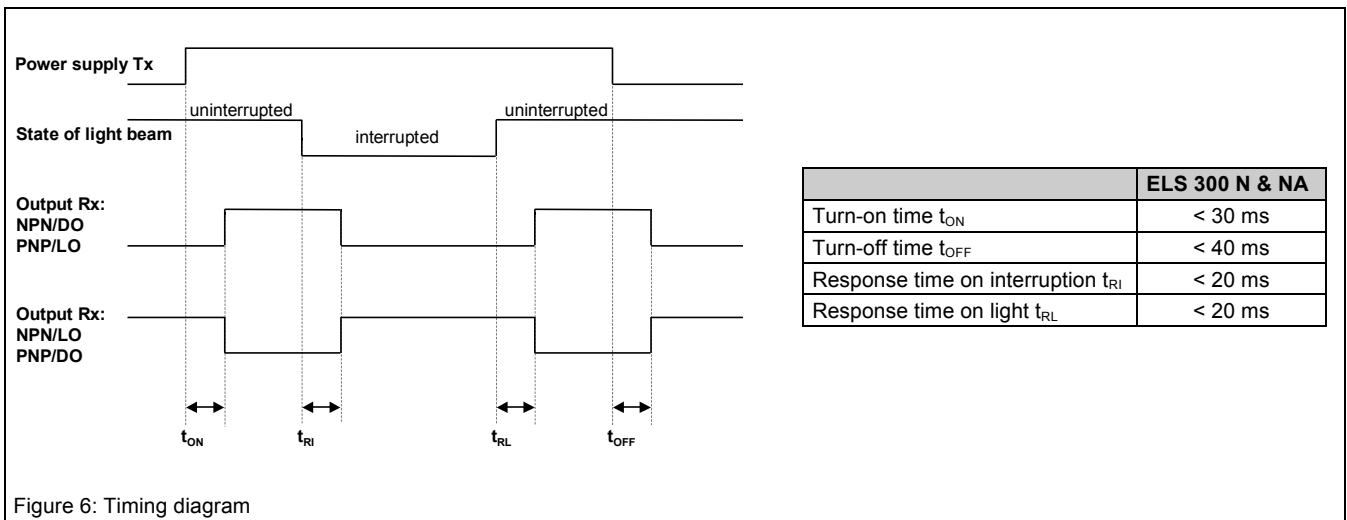 Power supply Tx
uninterrupted
uninterrupted
State of light beam
interrupted
Output Rx:
NPN/DO
PNP/LO
Output Rx:
NPN/LO
PNP/DO
tON tRI tRL tOFF
ELS 300 N & NA
Turn-on time tON < 30 ms
Turn-off time tOFF < 40 ms
Response time on interruption tRI < 20 ms
Response time on light tRL < 20 ms
Figure 6: Timing diagram